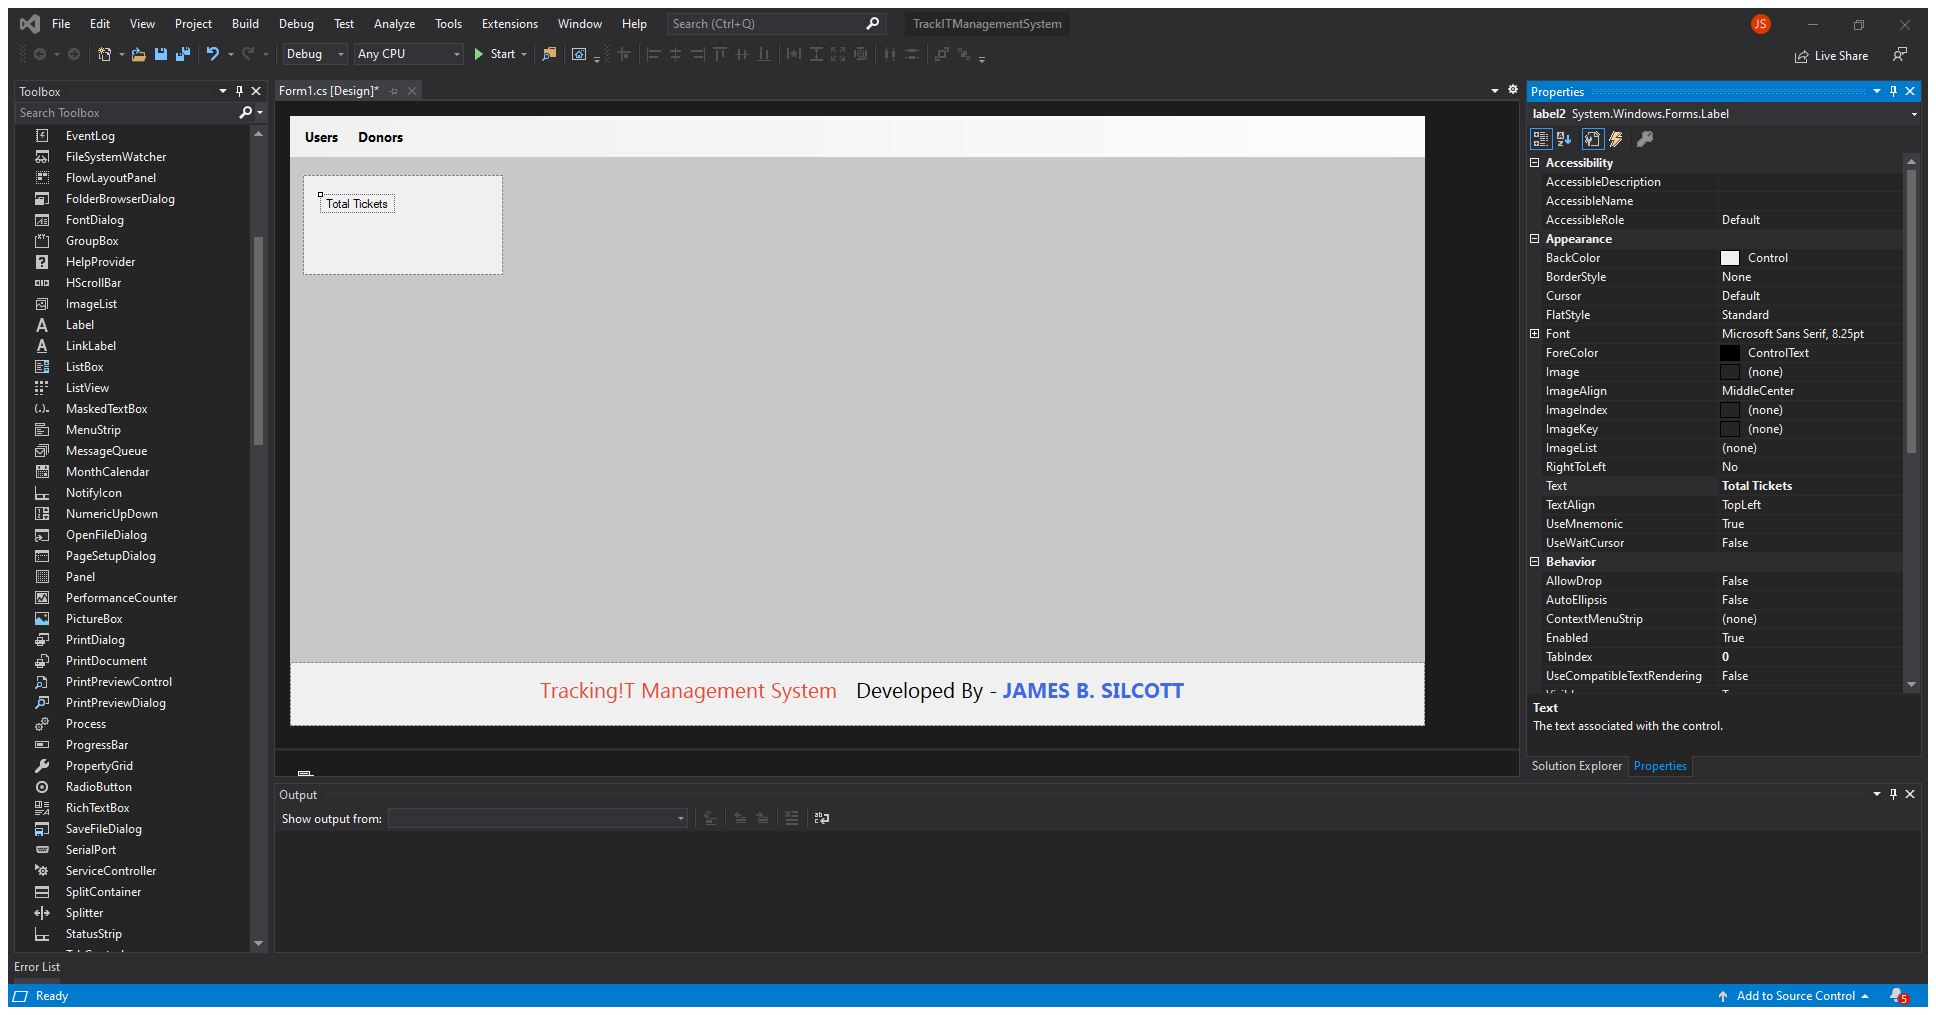 File Edit View Project Build Debug Test Analyze Tools Extensions Window Help Search (Ctrl+Q) TrackITManagementSystem JS
Debug Any CPU Start Live Share
Toolbox
Search Toolbox
EventLog
FileSystemWatcher
FlowLayoutPanel
FolderBrowserDialog
FontDialog
GroupBox
HelpProvider
HScrollBar
ImageList
Label
LinkLabel
ListBox
ListView
MaskedTextBox
MenuStrip
MessageQueue
MonthCalendar
NotifyIcon
NumericUpDown
OpenFileDialog
PageSetupDialog
Panel
PerformanceCounter
PictureBox
PrintDialog
PrintDocument
PrintPreviewControl
PrintPreviewDialog
Process
ProgressBar
PropertyGrid
RadioButton
RichTextBox
SaveFileDialog
SerialPort
ServiceController
SplitContainer
Splitter
StatusStrip
Form1.cs [Design]*
Users Donors
Total Tickets
Tracking!T Management System Developed By - JAMES B. SILCOTT
Output
Show output from:
Properties
label2 System.Windows.Forms.Label
Accessibility
AccessibleDescription
AccessibleName
AccessibleRole Default
Appearance
BackColor Control
BorderStyle None
Cursor Default
FlatStyle Standard
Font Microsoft Sans Serif, 8.25pt
ForeColor ControlText
Image (none)
ImageAlign MiddleCenter
ImageIndex (none)
ImageKey (none)
ImageList (none)
RightToLeft No
Text Total Tickets
TextAlign TopLeft
UseMnemonic True
UseWaitCursor False
Behavior
AllowDrop False
AutoEllipsis False
ContextMenuStrip (none)
Enabled True
TabIndex 0
UseCompatibleTextRendering False
Text
The text associated with the control.
Solution Explorer Properties
Error List
Ready Add to Source Control 5